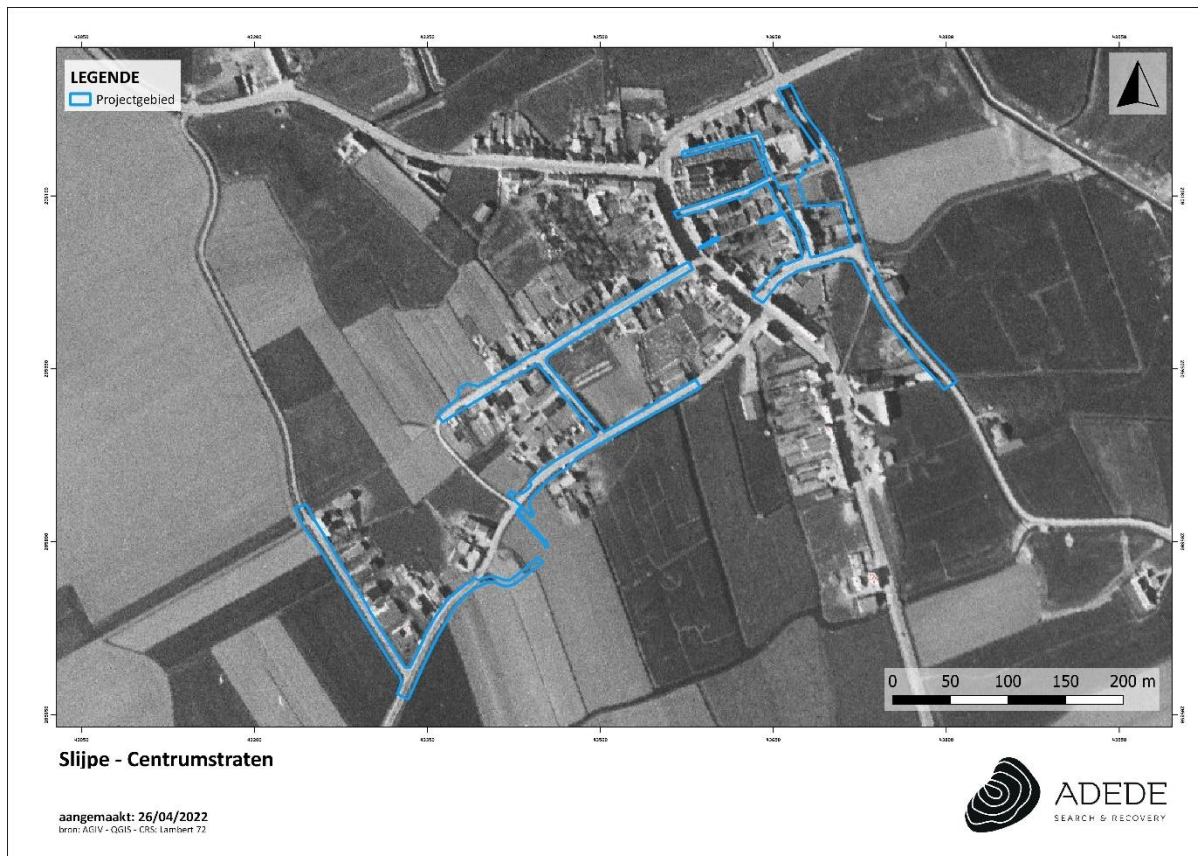 LEGENDE
Projectgebied
0 50 100 150 200 m
Slijpe - Centrumstraten
aangemaakt: 26/04/2022
bron: AGIV - QGIS - CRS: Lambert 72
ADEDE
SEARCH & RECOVERY